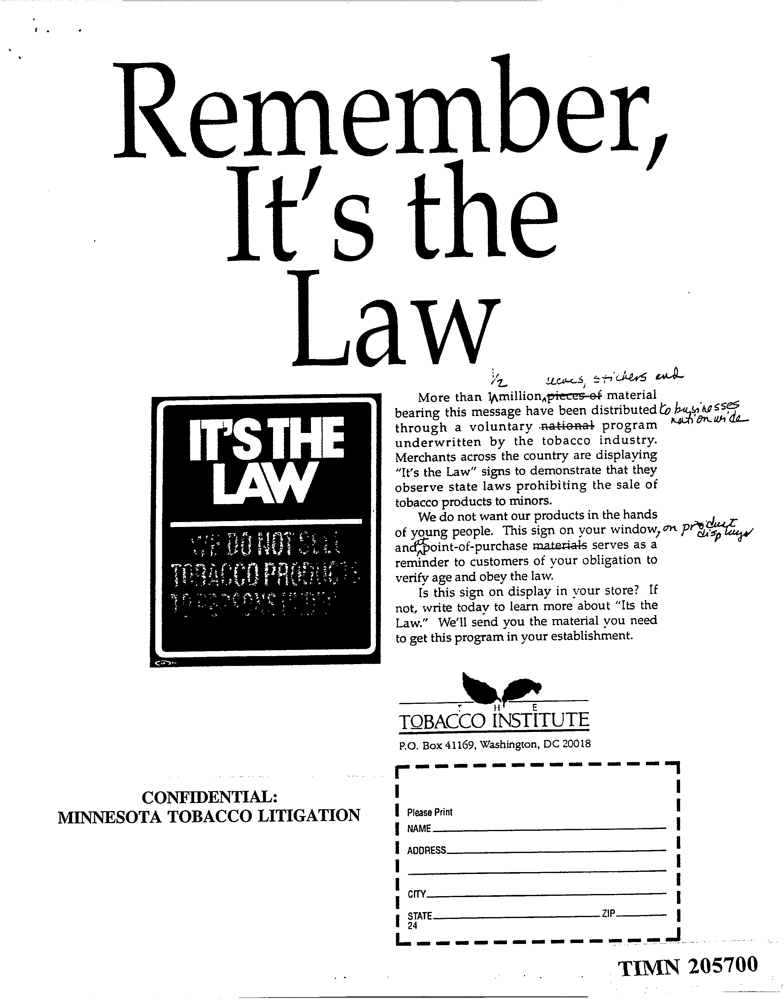 Remember,
It's the
Law
1/2 stickers and
More than 1 million pieces of material
bearing this message have been distributed to businesses
through a voluntary national program nationwide
underwritten by the tobacco industry.
Merchants across the country are displaying
"It's the Law" signs to demonstrate that they
observe state laws prohibiting the sale of
tobacco products to minors.
We do not want our products in the hands
of young people. This sign on your window, on product displays
and point-of-purchase materials serves as a
reminder to customers of your obligation to
verify age and obey the law.
Is this sign on display in your store? If
not, write today to learn more about "Its the
Law." We'll send you the material you need
to get this program in your establishment.
IT'S THE
LAW
WE DO NOT SELL
TOBACCO PRODUCTS
THE
TOBACCO INSTITUTE
P.O. Box 41169, Washington, DC 20018
CONFIDENTIAL:
MINNESOTA TOBACCO LITIGATION
Please Print
NAME
ADDRESS
CITY
STATE ZIP
24
TIMN 205700